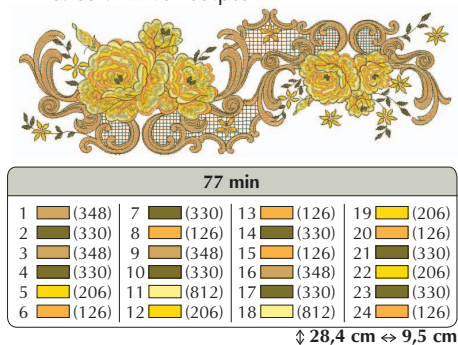 77 min
1 (348) 7 (330) 13 (126) 19 (206)
2 (330) 8 (126) 14 (330) 20 (126)
3 (348) 9 (348) 15 (126) 21 (330)
4 (330) 10 (330) 16 (348) 22 (206)
5 (206) 11 (812) 17 (330) 23 (330)
6 (126) 12 (206) 18 (812) 24 (126)
⇕ 28,4 cm ⇔ 9,5 cm